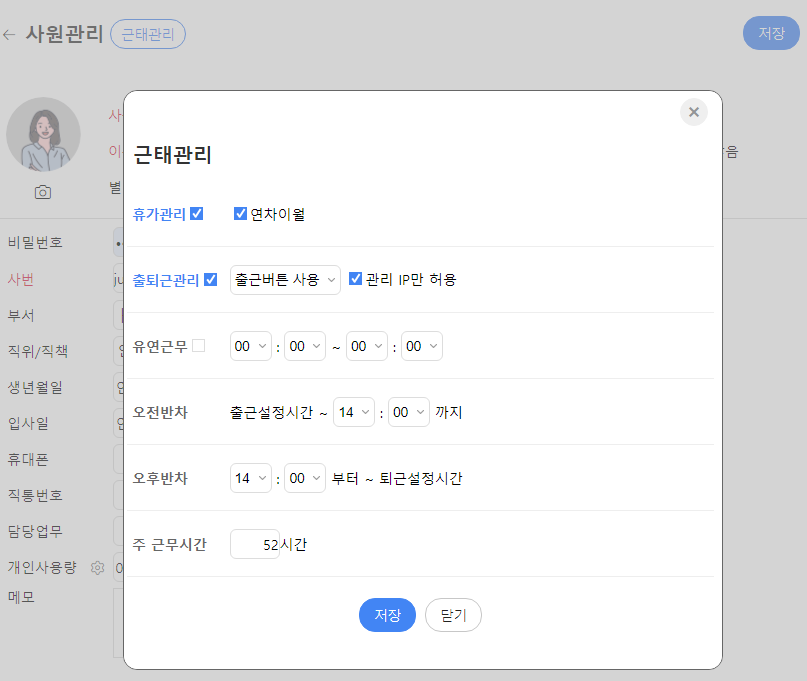 ← 사원관리 근태관리 저장
근태관리
휴가관리 연차이월
출퇴근관리 출근버튼 사용 관리 IP만 허용
유연근무 00 : 00 ~ 00 : 00
오전반차 출근설정시간 ~ 14 : 00 까지
오후반차 14 : 00 부터 ~ 퇴근설정시간
주 근무시간 52시간
저장 닫기
별
비밀번호
사번 ju
부서
직위/직책
생년월일
입사일
휴대폰
직통번호
담당업무
개인사용량
메모